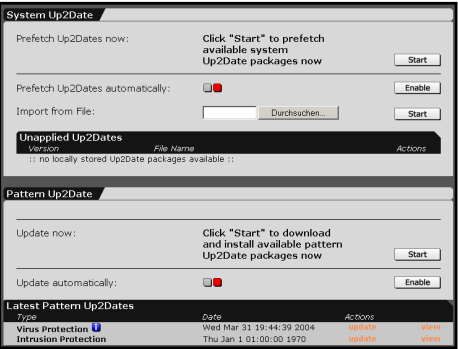 System Up2Date
Prefetch Up2Dates now:
Click "Start" to prefetch
available system
Up2Date packages now
Start
Prefetch Up2Dates automatically:
Enable
Import from File:
Durchsuchen...
Start
Unapplied Up2Dates
Version File Name Actions
:: no locally stored Up2Date packages available ::
Pattern Up2Date
Update now:
Click "Start" to download
and install available pattern
Up2Date packages now
Start
Update automatically:
Enable
Latest Pattern Up2Dates
Type Date Actions
Virus Protection i Wed Mar 31 19:44:39 2004 update view
Intrusion Protection Thu Jan 1 01:00:00 1970 update view